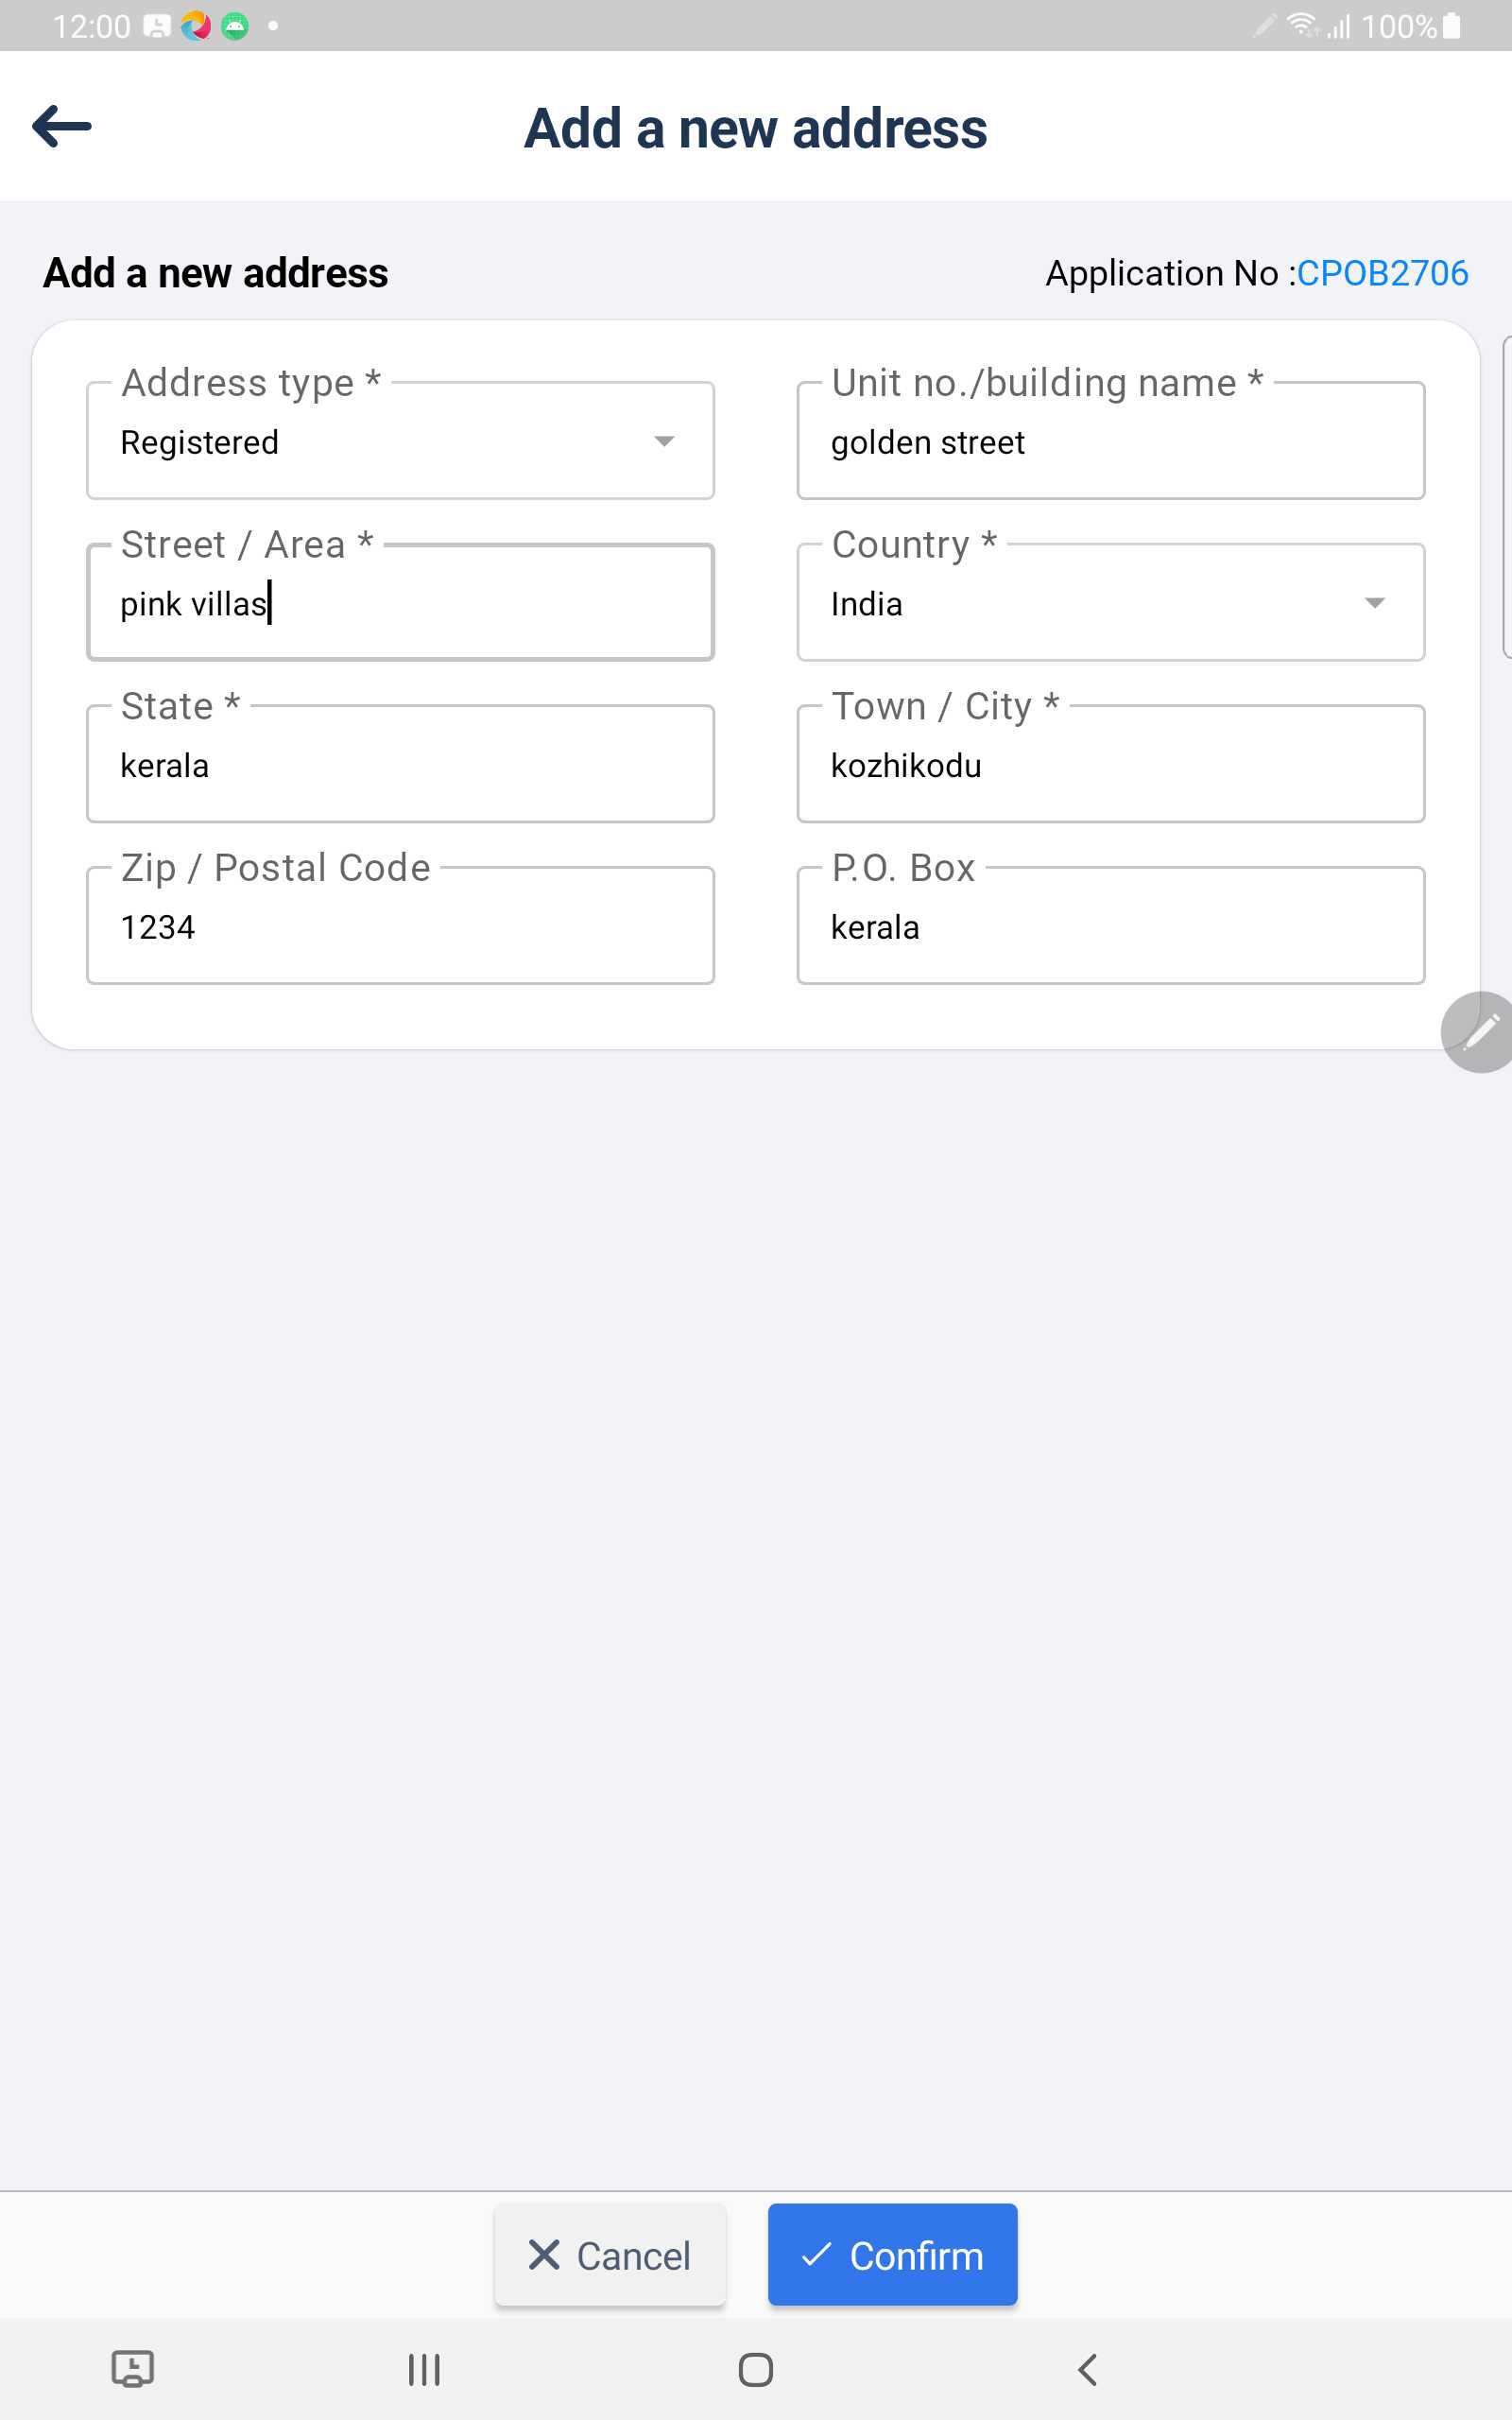 12:00
100%
Add a new address
Add a new address
Application No :CPOB2706
Address type *
Registered
Unit no./building name *
golden street
Street / Area *
pink villas
Country *
India
State *
kerala
Town / City *
kozhikodu
Zip / Postal Code
1234
P.O. Box
kerala
Cancel
Confirm